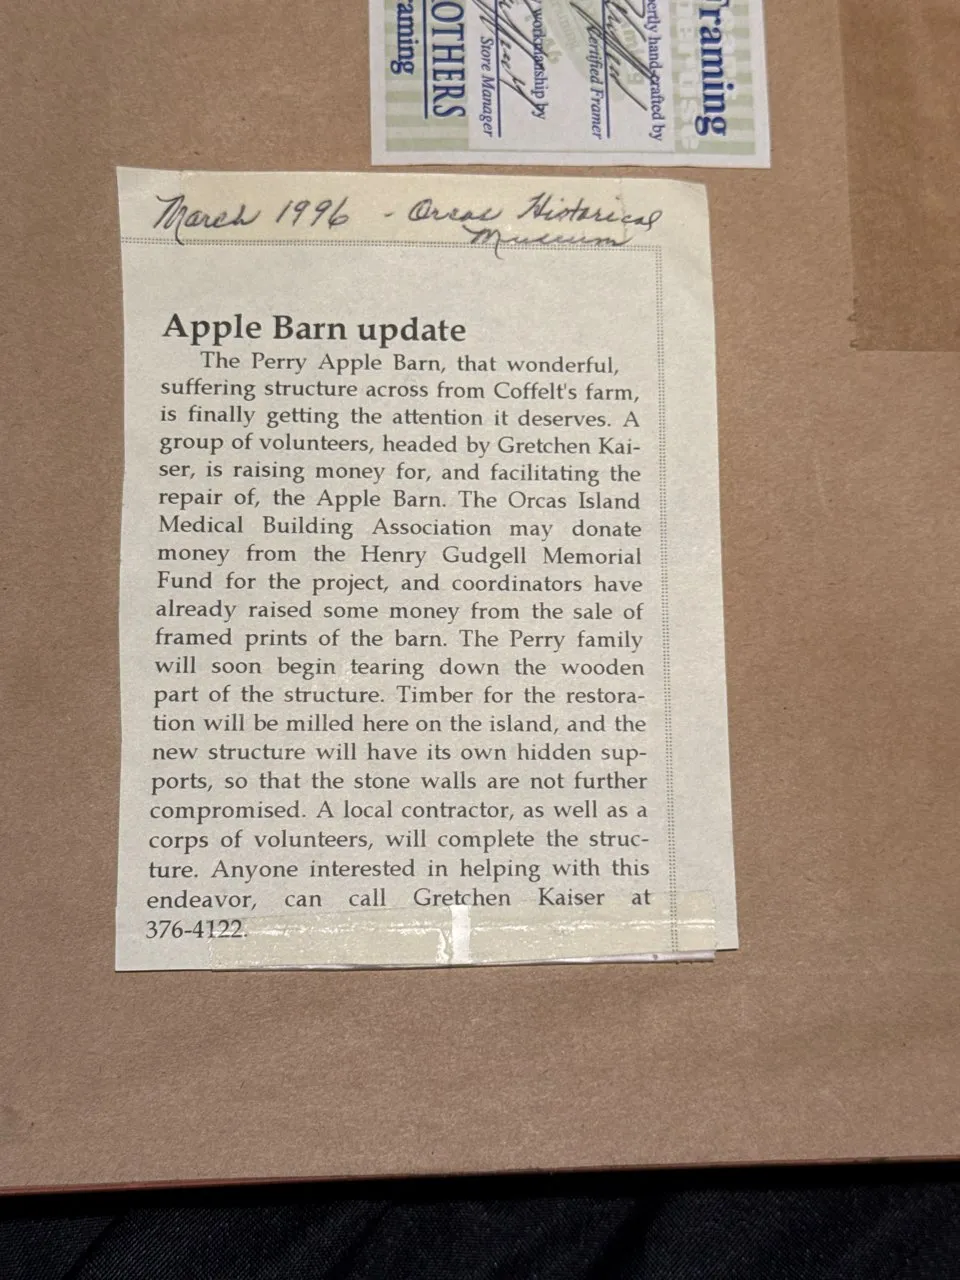 raming
OTHERS
Store Manager
workmanship by
Certified Framer
pertly hand-crafted by
raming
March 1996 - Orcas Historical
Museum
Apple Barn update
The Perry Apple Barn, that wonderful,
suffering structure across from Coffelt's farm,
is finally getting the attention it deserves. A
group of volunteers, headed by Gretchen Kai-
ser, is raising money for, and facilitating the
repair of, the Apple Barn. The Orcas Island
Medical Building Association may donate
money from the Henry Gudgell Memorial
Fund for the project, and coordinators have
already raised some money from the sale of
framed prints of the barn. The Perry family
will soon begin tearing down the wooden
part of the structure. Timber for the restora-
tion will be milled here on the island, and the
new structure will have its own hidden sup-
ports, so that the stone walls are not further
compromised. A local contractor, as well as a
corps of volunteers, will complete the struc-
ture. Anyone interested in helping with this
endeavor, can call Gretchen Kaiser at
376-4122.